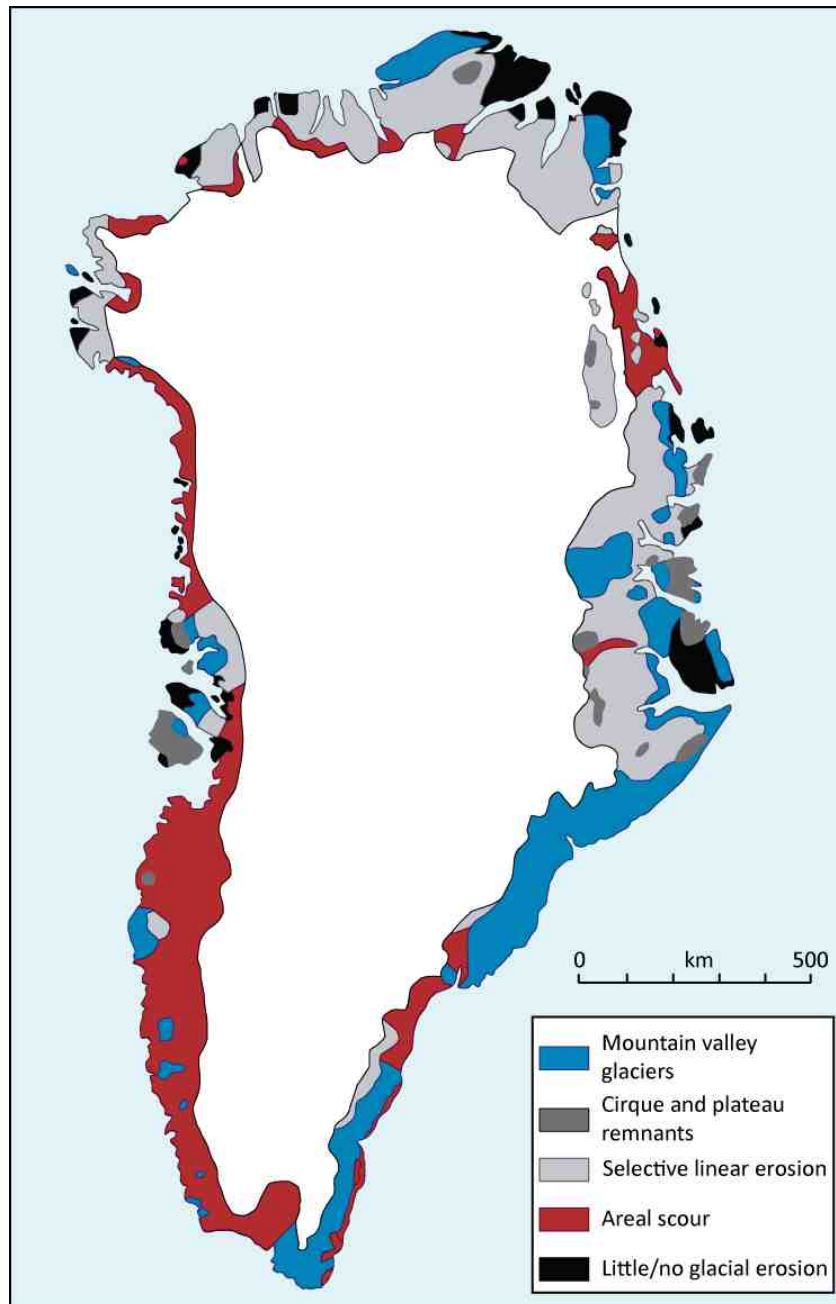 0 km 500
Mountain valley
glaciers
Cirque and plateau
remnants
Selective linear erosion
Areal scour
Little/no glacial erosion